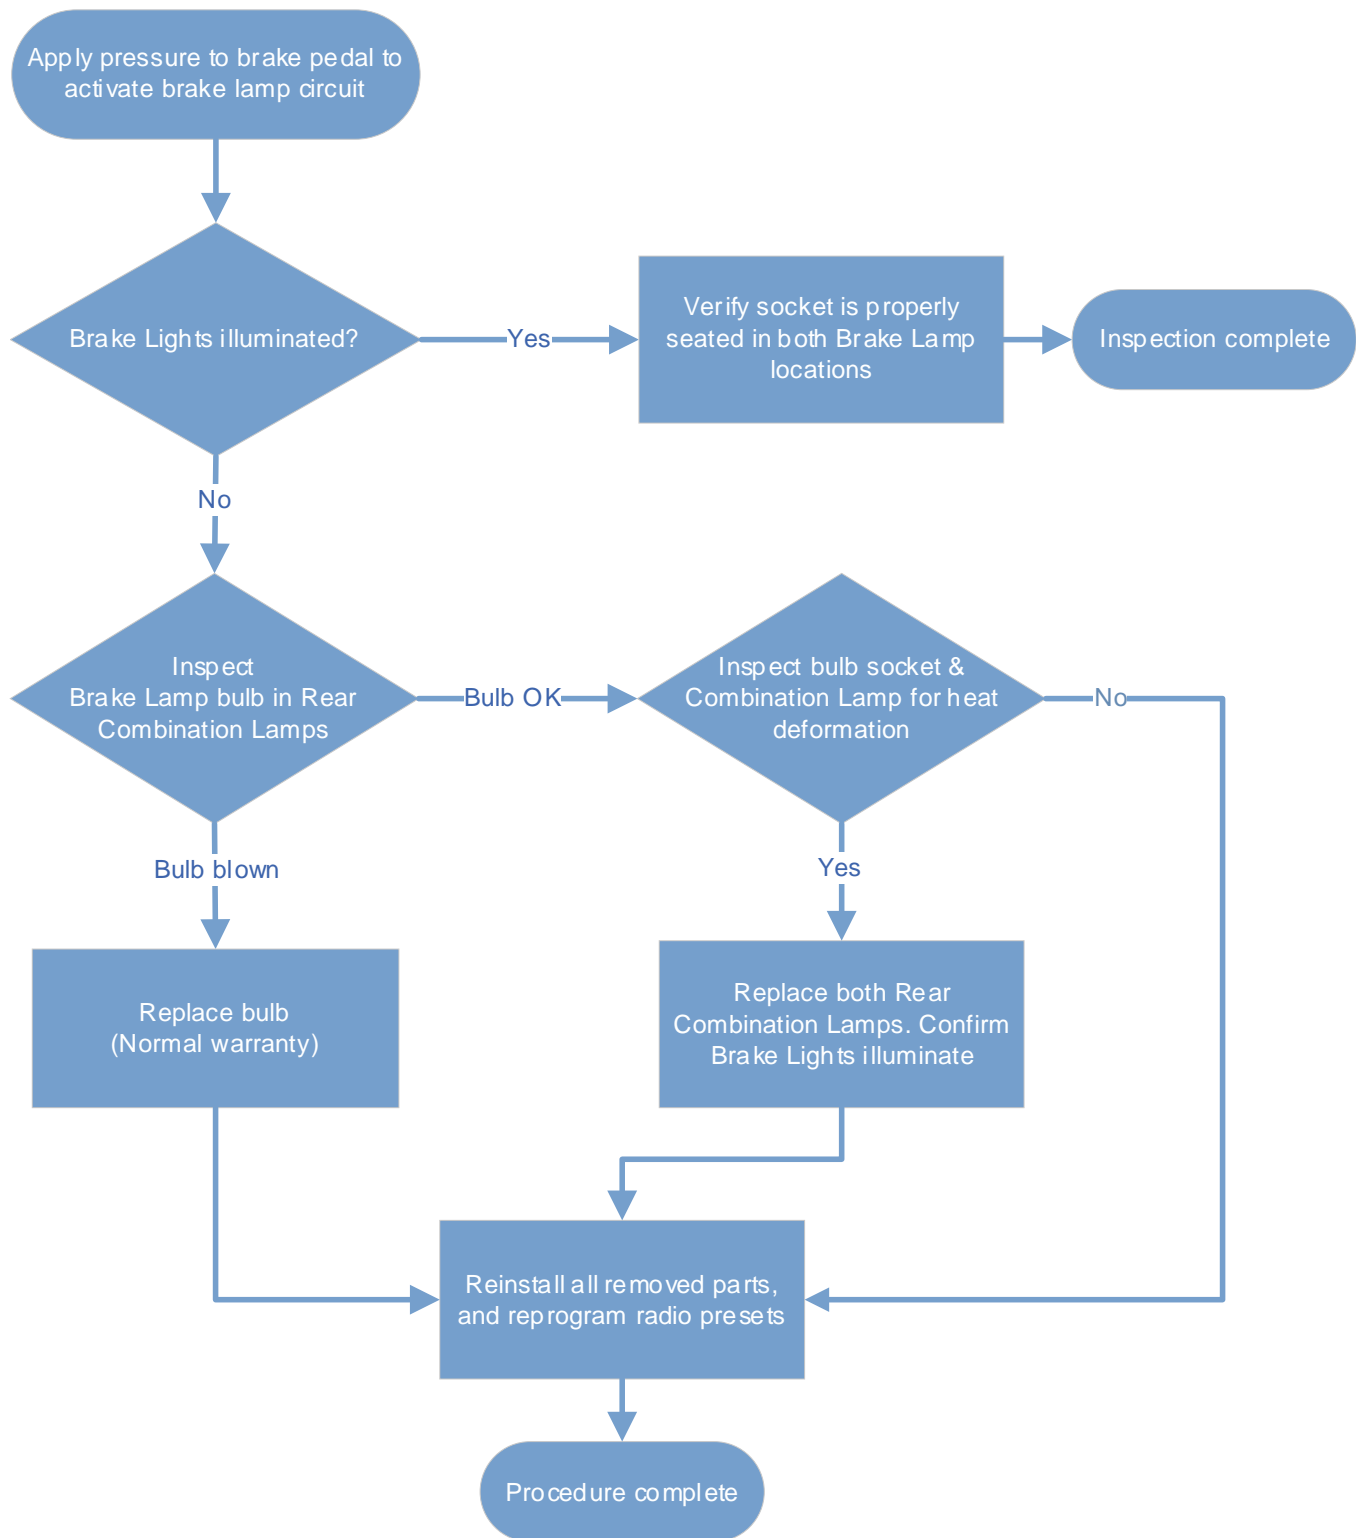 Apply pressure to brake pedal to
activate brake lamp circuit
Brake Lights illuminated?
Yes
Verify socket is properly
seated in both Brake Lamp
locations
Inspection complete
No
Inspect
Brake Lamp bulb in Rear
Combination Lamps
Bulb OK
Inspect bulb socket &
Combination Lamp for heat
deformation
No
Bulb blown
Yes
Replace bulb
(Normal warranty)
Replace both Rear
Combination Lamps. Confirm
Brake Lights illuminate
Reinstall all removed parts,
and reprogram radio presets
Procedure complete